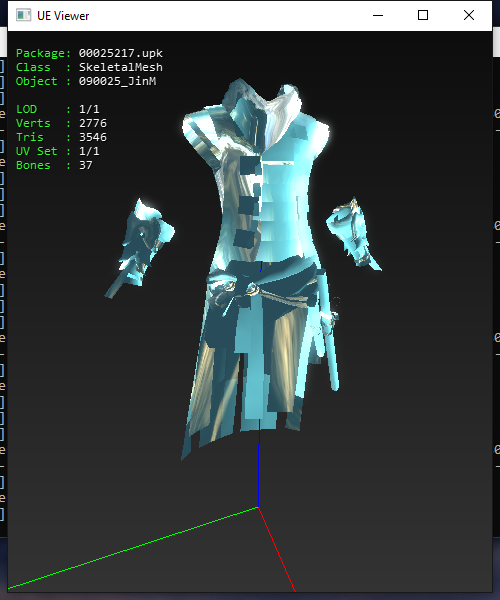 UE Viewer
Package: 00025217.upk
Class  : SkeletalMesh
Object : 090025_JinM
LOD    : 1/1
Verts  : 2776
Tris   : 3546
UV Set : 1/1
Bones  : 37